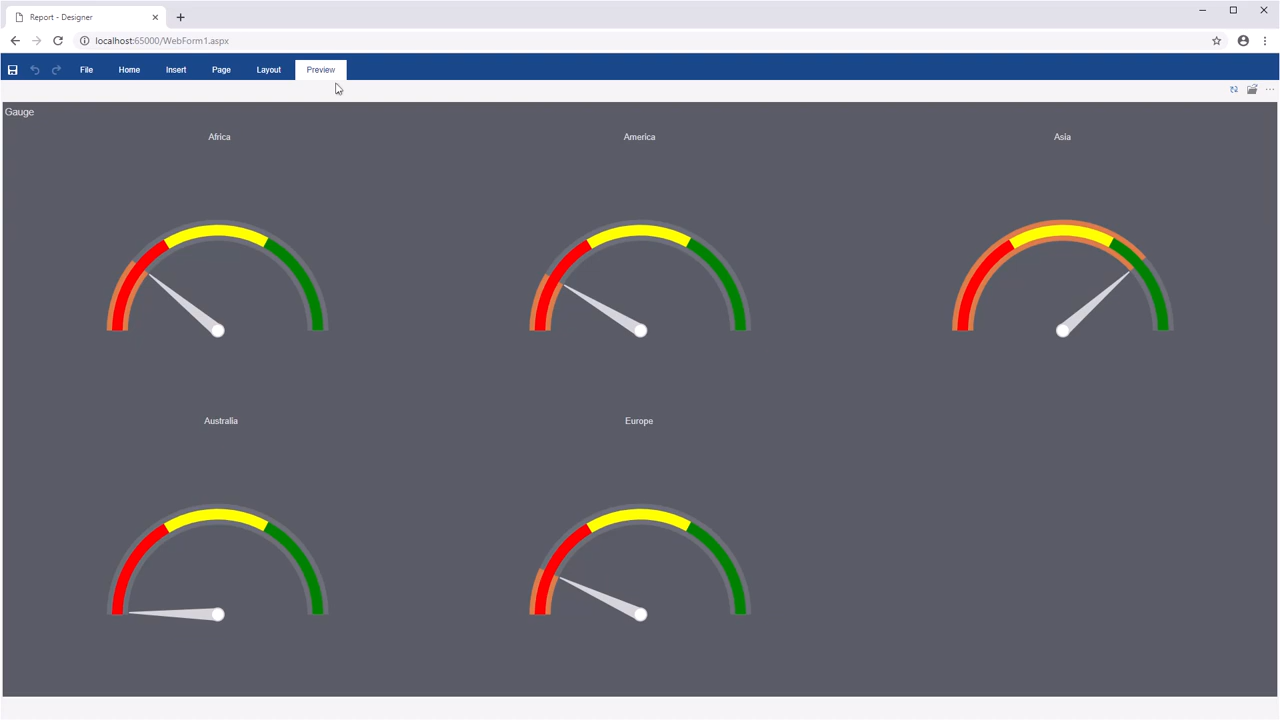 Report - Designer
localhost:65000/WebForm1.aspx
File Home Insert Page Layout Preview
Gauge
Africa America Asia
Australia Europe